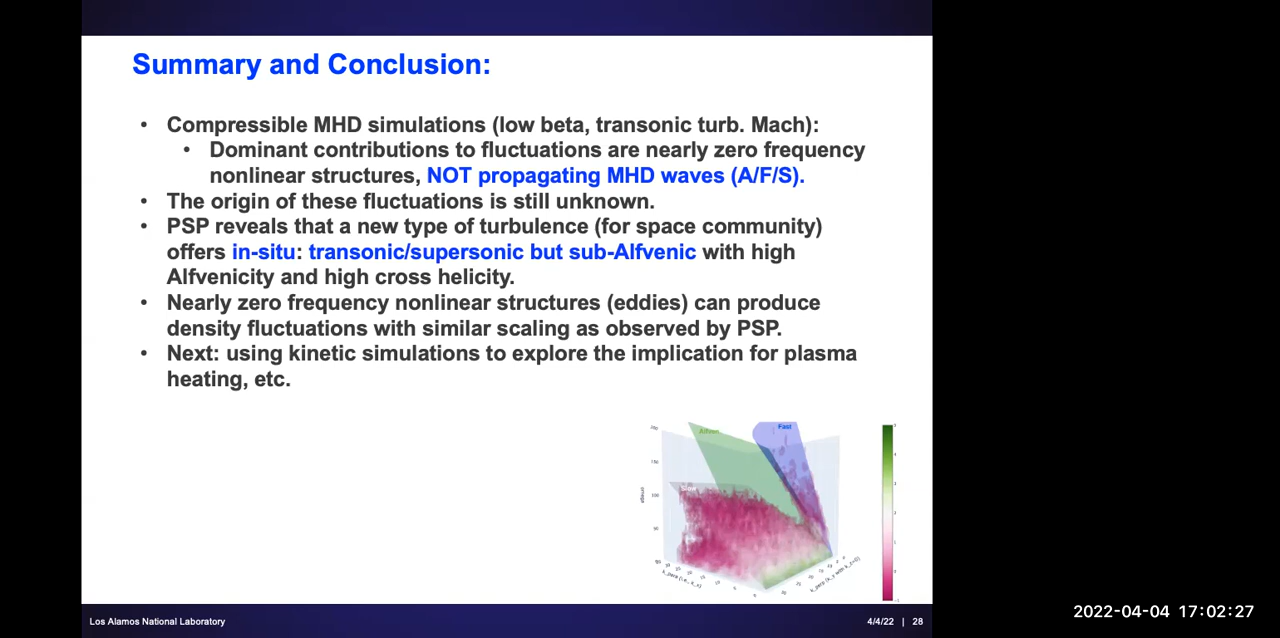 Summary and Conclusion:
• Compressible MHD simulations (low beta, transonic turb. Mach):
• Dominant contributions to fluctuations are nearly zero frequency
nonlinear structures, NOT propagating MHD waves (A/F/S).
• The origin of these fluctuations is still unknown.
• PSP reveals that a new type of turbulence (for space community)
offers in-situ: transonic/supersonic but sub-Alfvenic with high
Alfvenicity and high cross helicity.
• Nearly zero frequency nonlinear structures (eddies) can produce
density fluctuations with similar scaling as observed by PSP.
• Next: using kinetic simulations to explore the implication for plasma
heating, etc.
Alfven
Fast
Slow
omega
Los Alamos National Laboratory
4/4/22 | 28
2022-04-04 17:02:27